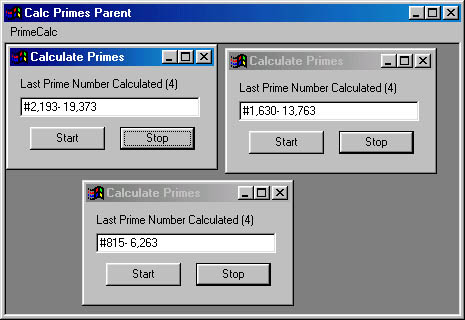 Calc Primes Parent
PrimeCalc
Calculate Primes
Last Prime Number Calculated (4)
#2,193- 19,373
Start Stop
Calculate Primes
Last Prime Number Calculated (4)
#1,630- 13,763
Start Stop
Calculate Primes
Last Prime Number Calculated (4)
#815- 6,263
Start Stop